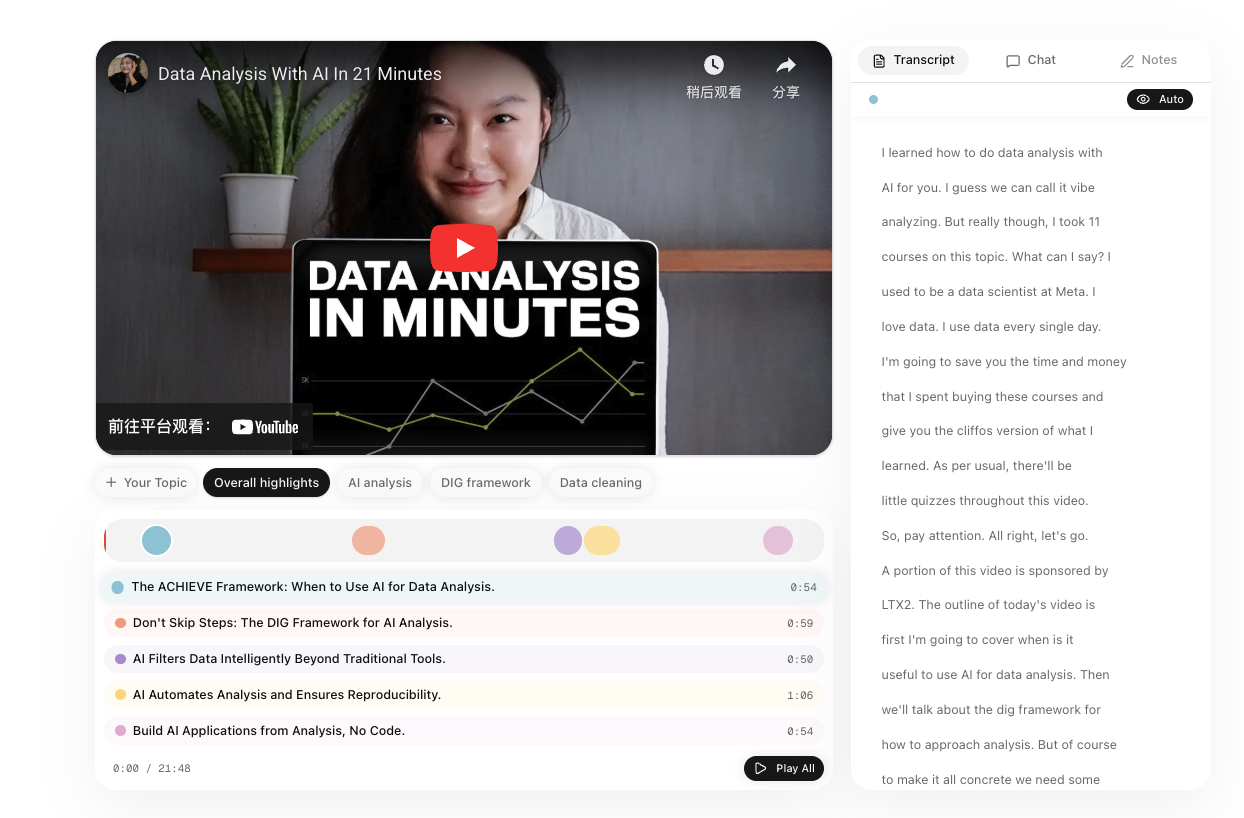 Data Analysis With AI In 21 Minutes
稍后观看
分享
DATA ANALYSIS
IN MINUTES
5K
前往平台观看：
YouTube
Your Topic
Overall highlights
AI analysis
DIG framework
Data cleaning
The ACHIEVE Framework: When to Use AI for Data Analysis.
0:54
Don't Skip Steps: The DIG Framework for AI Analysis.
0:59
AI Filters Data Intelligently Beyond Traditional Tools.
0:50
AI Automates Analysis and Ensures Reproducibility.
1:06
Build AI Applications from Analysis, No Code.
0:54
0:00 / 21:48
Play All
Transcript
Chat
Notes
Auto
I learned how to do data analysis with
AI for you. I guess we can call it vibe
analyzing. But really though, I took 11
courses on this topic. What can I say? I
used to be a data scientist at Meta. I
love data. I use data every single day.
I'm going to save you the time and money
that I spent buying these courses and
give you the cliffos version of what I
learned. As per usual, there'll be
little quizzes throughout this video.
So, pay attention. All right, let's go.
A portion of this video is sponsored by
LTX2. The outline of today's video is
first I'm going to cover when is it
useful to use AI for data analysis. Then
we'll talk about the dig framework for
how to approach analysis. But of course
to make it all concrete we need some